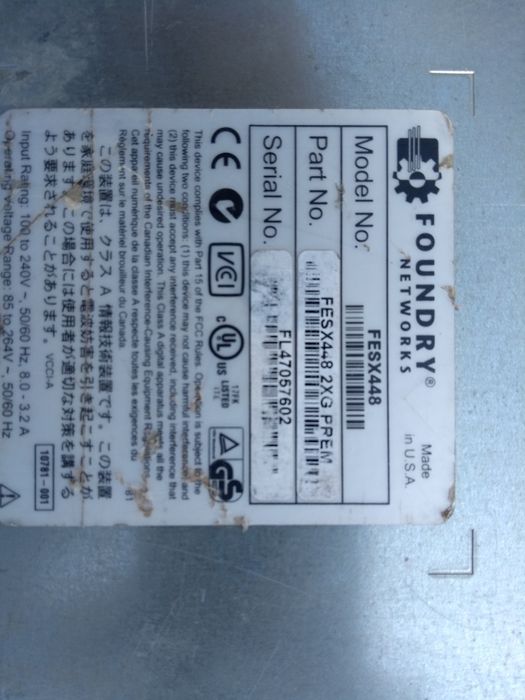 FOUNDRY®
NETWORKS
Made
in U.S.A.
Model No:
FESX448
Part No.
FESX448 2XG PREM
Serial No.
FL47057602
CE
VCI
c UL US LISTED
17FK
I.T.E.
GS
This device complies with Part 15 of the FCC Rules. Operation is subject to the
following two conditions: (1) this device may not cause harmful interference, and
(2) this device must accept any interference received, including interference that
may cause undesired operation. This Class A digital apparatus meets all the
requirements of the Canadian Interference-Causing Equipment Regulations.
Cet appareil numérique de la classe A respecte toutes les exigences du
Règlement sur le matériel brouilleur du Canada.
この装置は、クラス A 情報技術装置です。この装置
を家庭環境で使用すると電波妨害を引き起こすことが
あります。この場合には使用者が適切な対策を講する
よう要求されることがあります。 VCCI-A
Input Rating: 100 to 240V ~, 50/60 Hz, 8.0 - 3.2 A
Operating Voltage Range: 85 to 264V ~, 50/60 Hz
10781-001